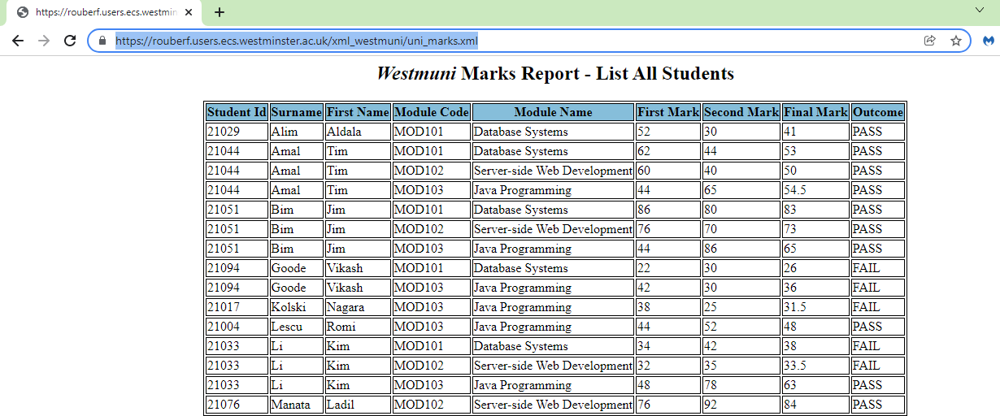 https://rouberf.users.ecs.westmin
https://rouberf.users.ecs.westminster.ac.uk/xml_westmuni/uni_marks.xml
Westmuni Marks Report - List All Students
Student Id Surname First Name Module Code Module Name First Mark Second Mark Final Mark Outcome
21029 Alim Aldala MOD101 Database Systems 52 30 41 PASS
21044 Amal Tim MOD101 Database Systems 62 44 53 PASS
21044 Amal Tim MOD102 Server-side Web Development 60 40 50 PASS
21044 Amal Tim MOD103 Java Programming 44 65 54.5 PASS
21051 Bim Jim MOD101 Database Systems 86 80 83 PASS
21051 Bim Jim MOD102 Server-side Web Development 76 70 73 PASS
21051 Bim Jim MOD103 Java Programming 44 86 65 PASS
21094 Goode Vikash MOD101 Database Systems 22 30 26 FAIL
21094 Goode Vikash MOD103 Java Programming 42 30 36 FAIL
21017 Kolski Nagara MOD103 Java Programming 38 25 31.5 FAIL
21004 Lescu Romi MOD103 Java Programming 44 52 48 PASS
21033 Li Kim MOD101 Database Systems 34 42 38 FAIL
21033 Li Kim MOD102 Server-side Web Development 32 35 33.5 FAIL
21033 Li Kim MOD103 Java Programming 48 78 63 PASS
21076 Manata Ladil MOD102 Server-side Web Development 76 92 84 PASS